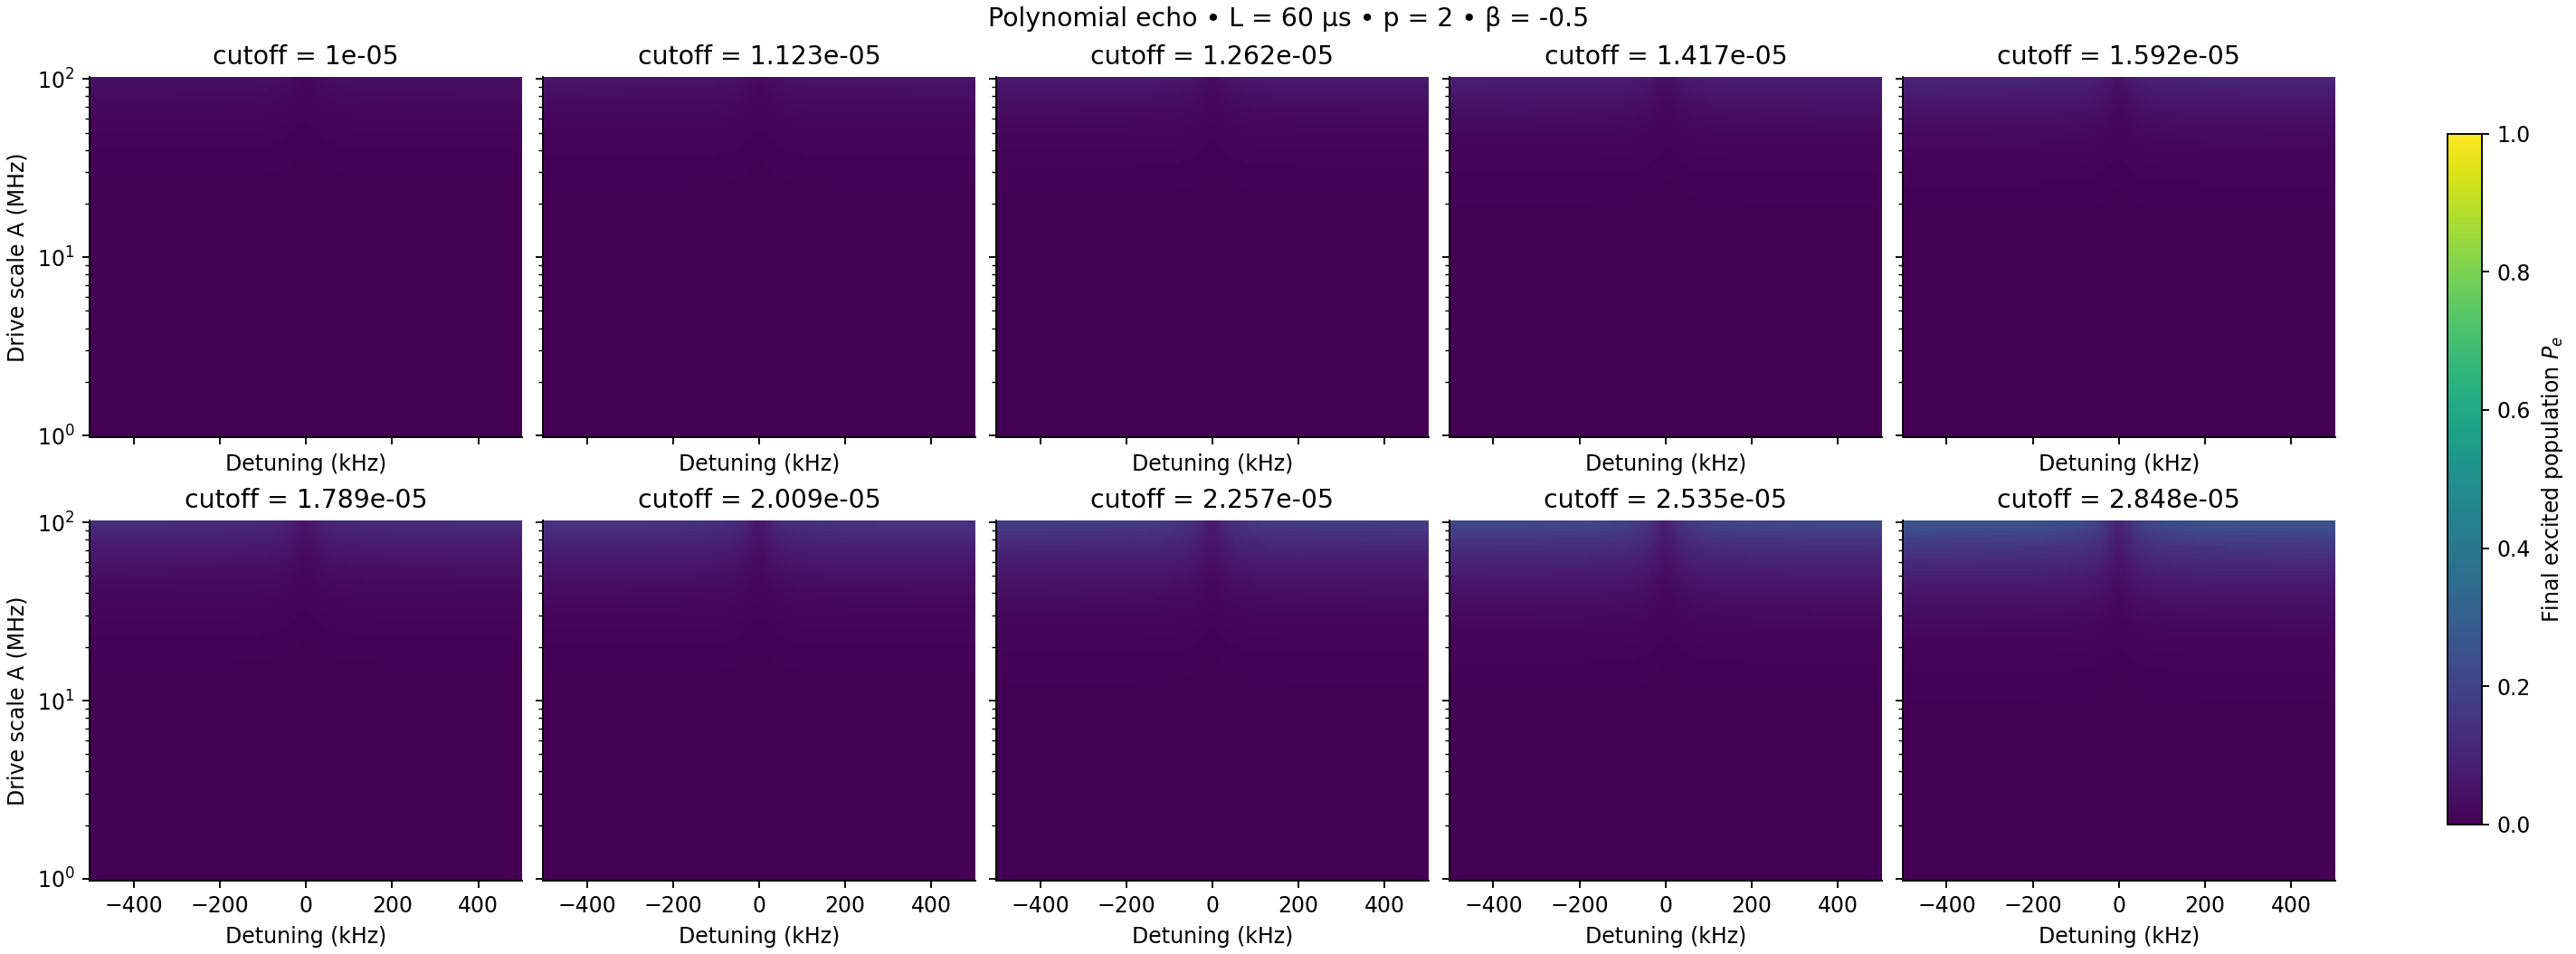 Polynomial echo • L = 60 μs • p = 2 • β = -0.5
cutoff = 1e-05
cutoff = 1.123e-05
cutoff = 1.262e-05
cutoff = 1.417e-05
cutoff = 1.592e-05
Drive scale A (MHz)
10²
10¹
10⁰
Detuning (kHz)
Detuning (kHz)
Detuning (kHz)
Detuning (kHz)
Detuning (kHz)
cutoff = 1.789e-05
cutoff = 2.009e-05
cutoff = 2.257e-05
cutoff = 2.535e-05
cutoff = 2.848e-05
Drive scale A (MHz)
10²
10¹
10⁰
−400 −200 0 200 400
−400 −200 0 200 400
−400 −200 0 200 400
−400 −200 0 200 400
−400 −200 0 200 400
Detuning (kHz)
Detuning (kHz)
Detuning (kHz)
Detuning (kHz)
Detuning (kHz)
1.0
0.8
0.6
0.4
0.2
0.0
Final excited population Pₑ